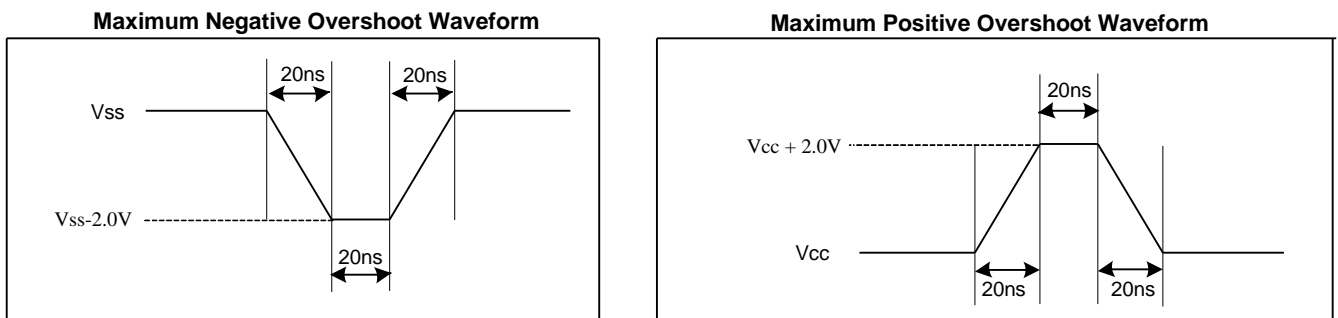 Maximum Negative Overshoot Waveform
20ns
20ns
Vss
Vss-2.0V
20ns
Maximum Positive Overshoot Waveform
20ns
Vcc + 2.0V
Vcc
20ns
20ns